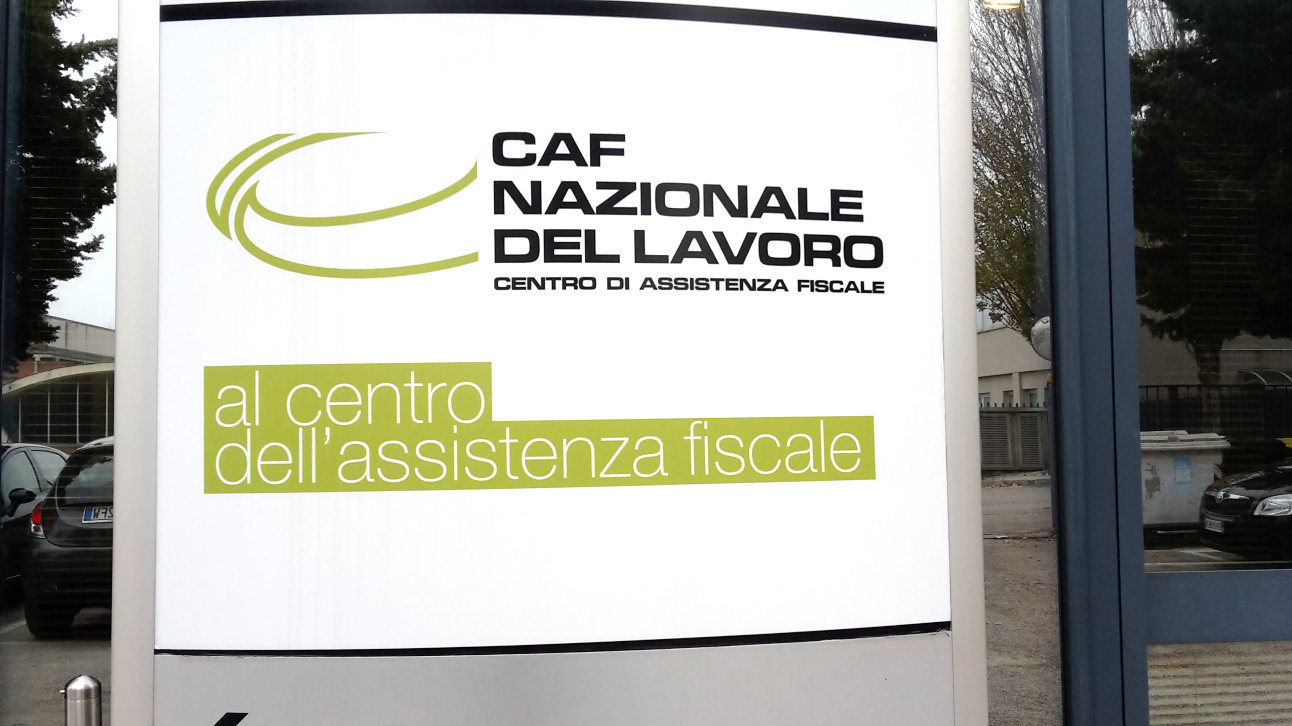 CAF
NAZIONALE
DEL LAVORO
CENTRO DI ASSISTENZA FISCALE
al centro
dell'assistenza fiscale